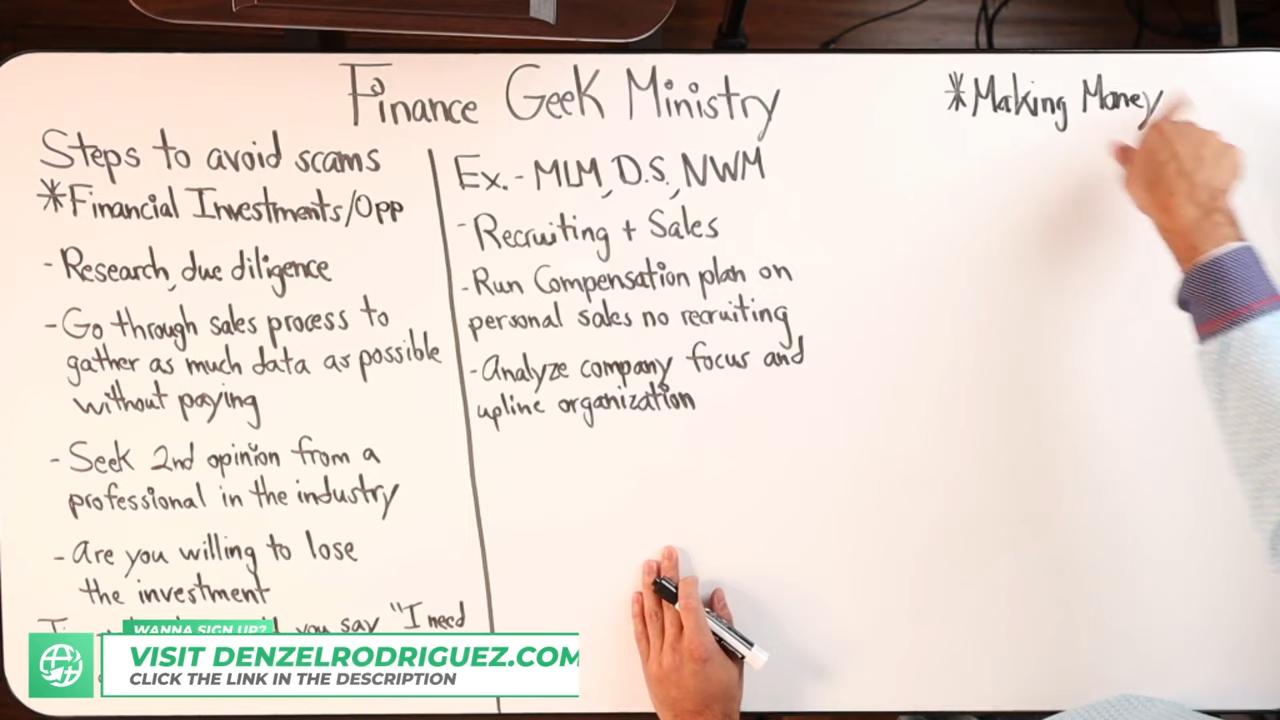 Finance Geek Ministry
*Making Money
Steps to avoid scams
*Financial Investments/Opp
- Research, due diligence
- Go through sales process to
gather as much data as possible
without paying
- Seek 2nd opinion from a
professional in the industry
- Are you willing to lose
the investment
you say "I need
Ex.- MLM, D.S., NWM
- Recruiting + Sales
- Run Compensation plan on
personal sales no recruiting
- Analyze company focus and
upline organization
WANNA SIGN UP?
VISIT DENZELRODRIGUEZ.COM
CLICK THE LINK IN THE DESCRIPTION